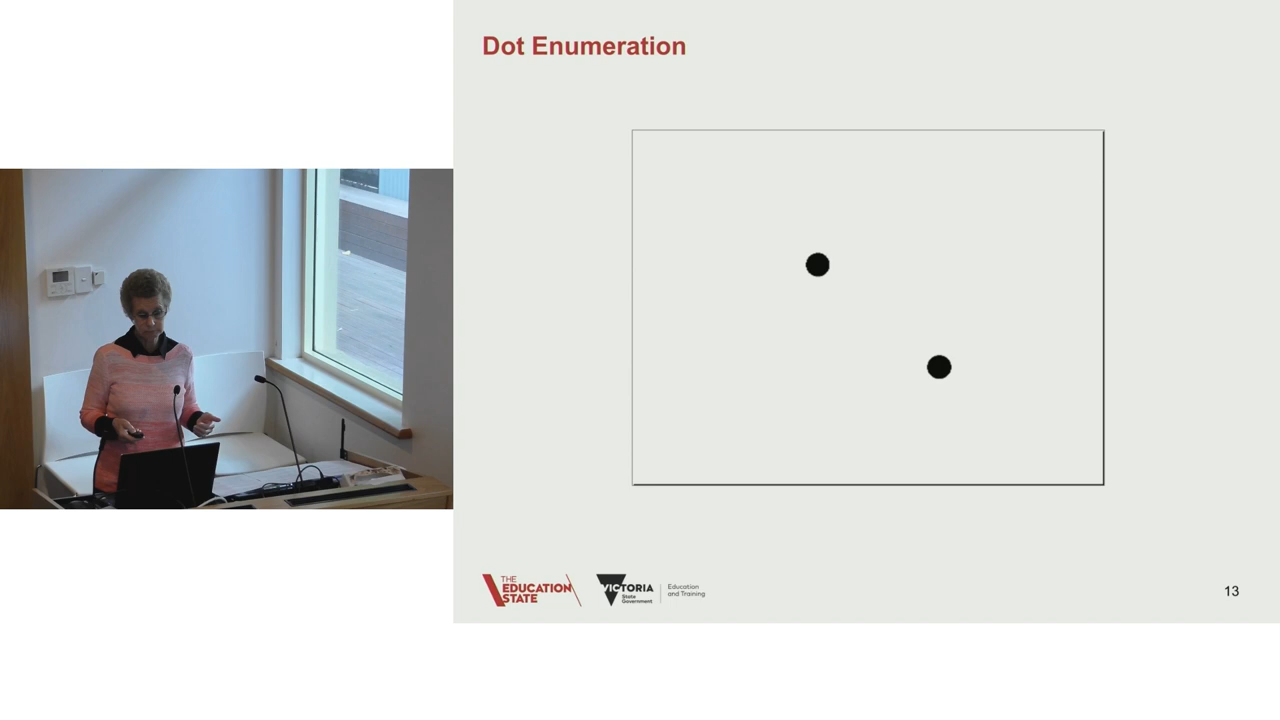 Dot Enumeration
THE
EDUCATION
STATE
VICTORIA
State
Government
Education
and Training
13